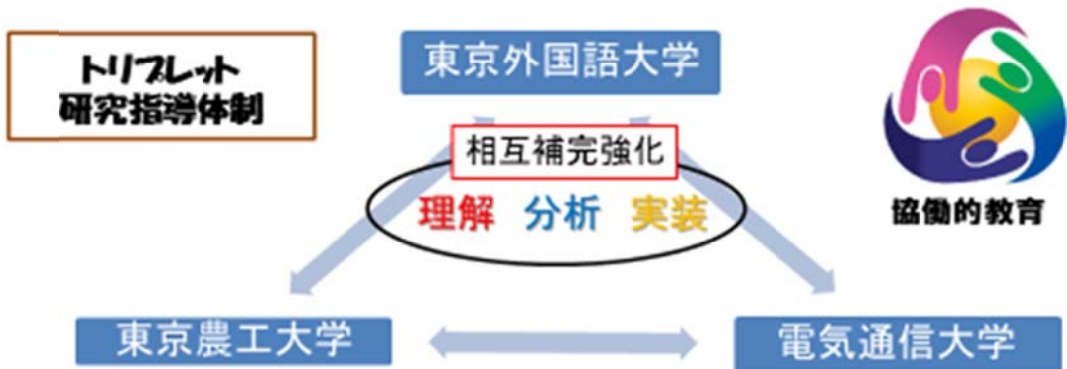 トリプレット
研究指導体制
東京外国語大学
相互補完強化
理解 分析 実装
協働的教育
東京農工大学
電気通信大学